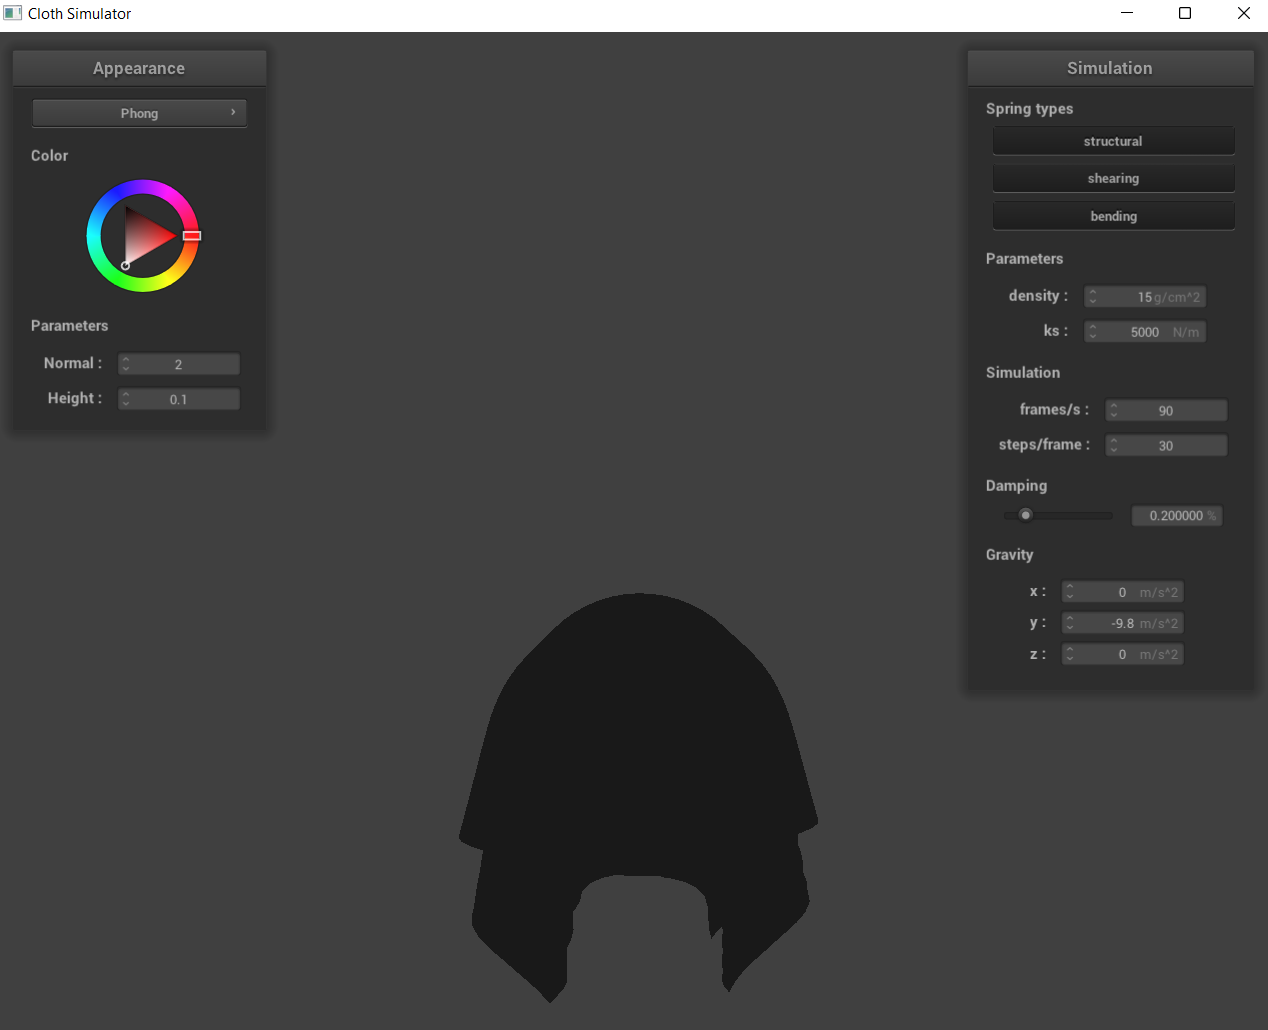 Cloth Simulator
Appearance
Phong
Color
Parameters
Normal : 2
Height : 0.1
Simulation
Spring types
structural
shearing
bending
Parameters
density : 15 g/cm^2
ks : 5000 N/m
Simulation
frames/s : 90
steps/frame : 30
Damping
0.200000 %
Gravity
x : 0 m/s^2
y : -9.8 m/s^2
z : 0 m/s^2